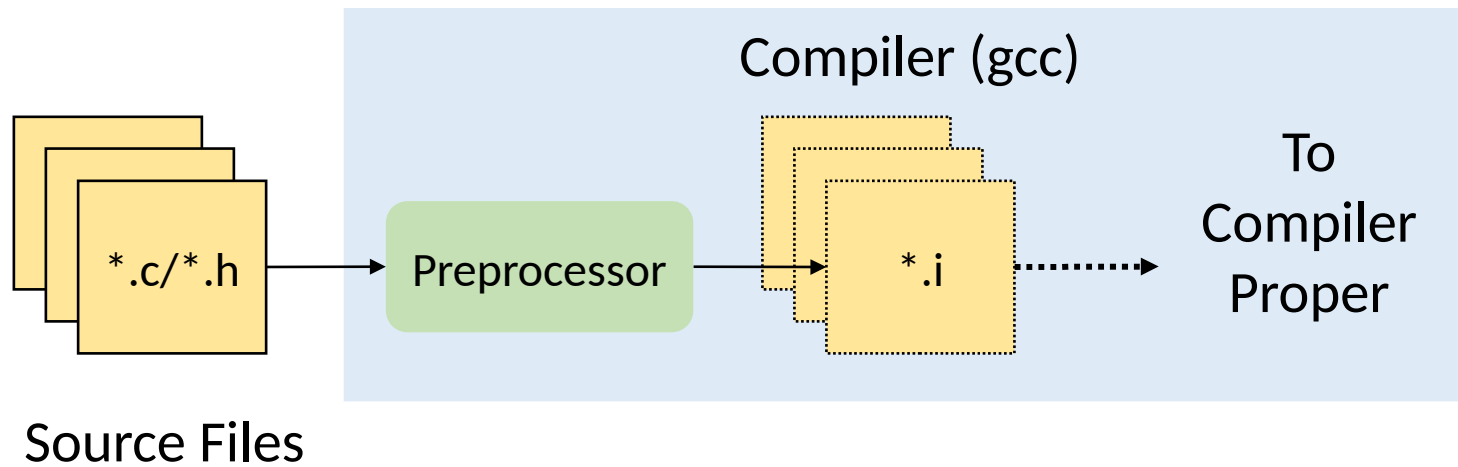 Compiler (gcc)
*.c/*.h
Preprocessor
*.i
To
Compiler
Proper
Source Files